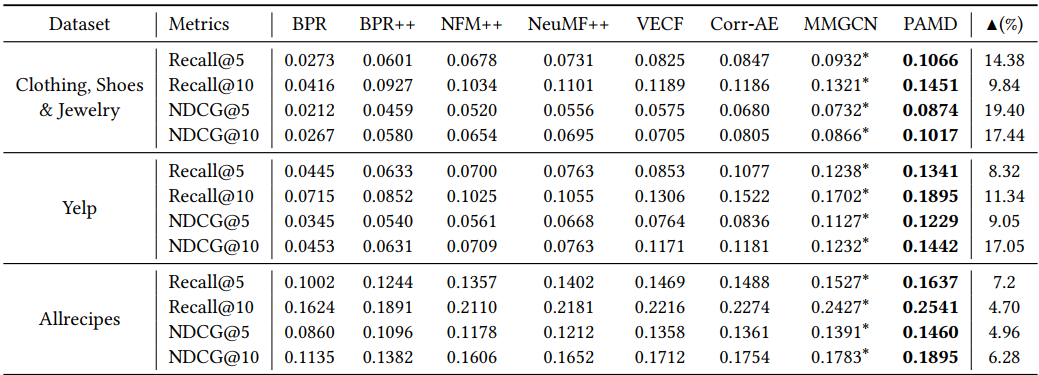 Dataset Metrics BPR BPR++ NFM++ NeuMF++ VECF Corr-AE MMGCN PAMD ▲(%)
Recall@5 0.0273 0.0601 0.0678 0.0731 0.0825 0.0847 0.0932* 0.1066 14.38
Clothing, Shoes Recall@10 0.0416 0.0927 0.1034 0.1101 0.1189 0.1186 0.1321* 0.1451 9.84
& Jewelry NDCG@5 0.0212 0.0459 0.0520 0.0556 0.0575 0.0680 0.0732* 0.0874 19.40
NDCG@10 0.0267 0.0580 0.0654 0.0695 0.0705 0.0805 0.0866* 0.1017 17.44
Recall@5 0.0445 0.0633 0.0700 0.0763 0.0853 0.1077 0.1238* 0.1341 8.32
Yelp Recall@10 0.0715 0.0852 0.1025 0.1055 0.1306 0.1522 0.1702* 0.1895 11.34
NDCG@5 0.0345 0.0540 0.0561 0.0668 0.0764 0.0836 0.1127* 0.1229 9.05
NDCG@10 0.0453 0.0631 0.0709 0.0763 0.1171 0.1181 0.1232* 0.1442 17.05
Recall@5 0.1002 0.1244 0.1357 0.1402 0.1469 0.1488 0.1527* 0.1637 7.2
Allrecipes Recall@10 0.1624 0.1891 0.2110 0.2181 0.2216 0.2274 0.2427* 0.2541 4.70
NDCG@5 0.0860 0.1096 0.1178 0.1212 0.1358 0.1361 0.1391* 0.1460 4.96
NDCG@10 0.1135 0.1382 0.1606 0.1652 0.1712 0.1754 0.1783* 0.1895 6.28